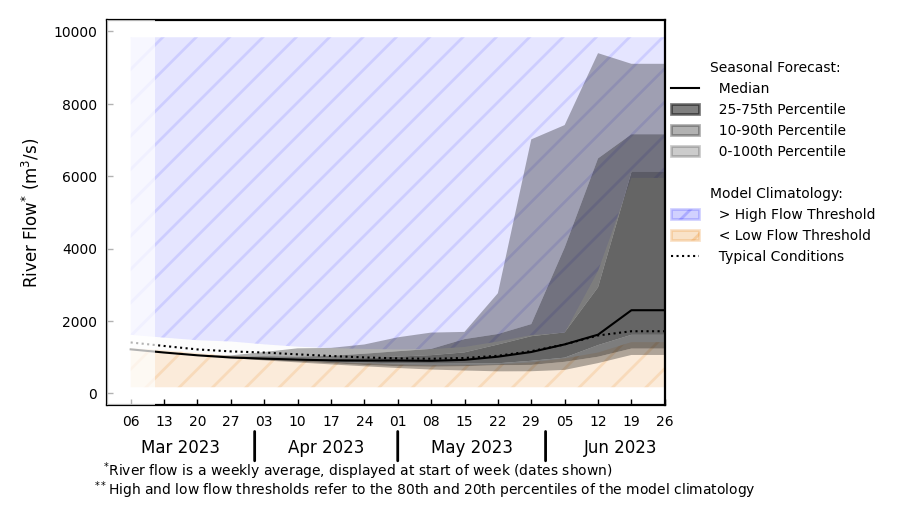 10000
8000
6000
4000
2000
0
River Flow* (m³/s)
06 13 20 27 03 10 17 24 01 08 15 22 29 05 12 19 26
Mar 2023 Apr 2023 May 2023 Jun 2023
*River flow is a weekly average, displayed at start of week (dates shown)
** High and low flow thresholds refer to the 80th and 20th percentiles of the model climatology
Seasonal Forecast:
Median
25-75th Percentile
10-90th Percentile
0-100th Percentile
Model Climatology:
> High Flow Threshold
< Low Flow Threshold
Typical Conditions